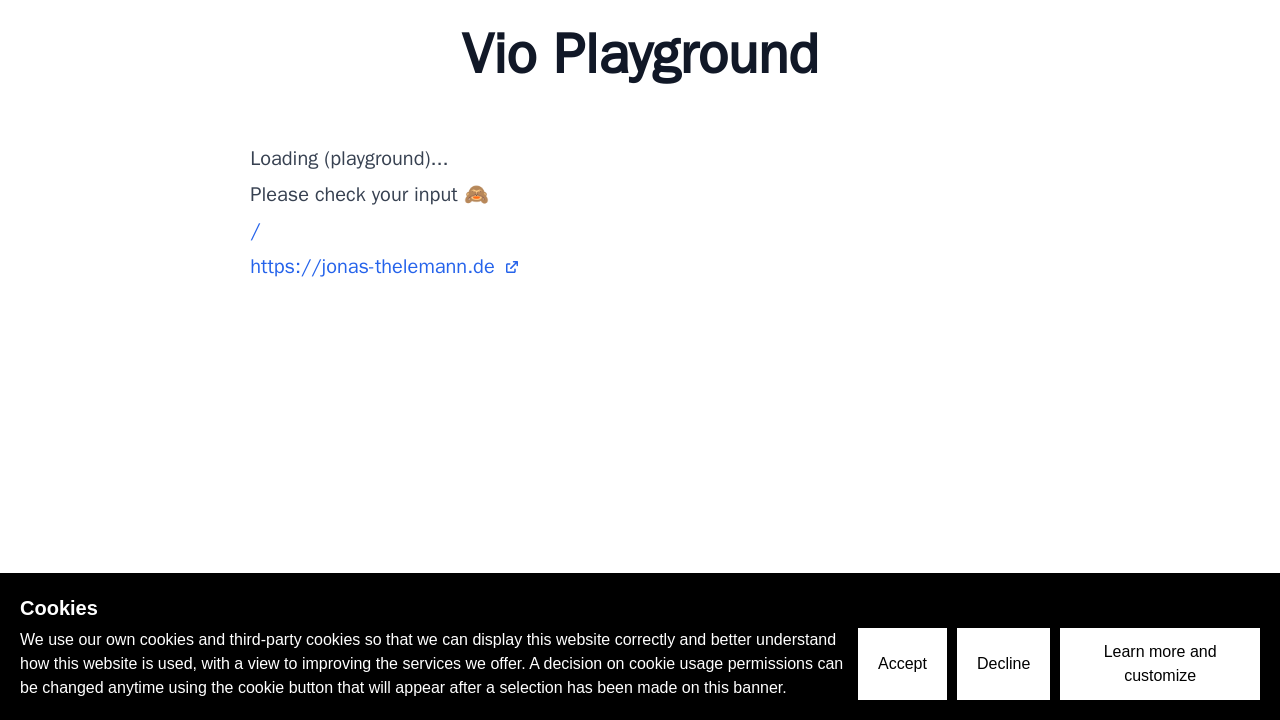 Vio Playground
Loading (playground)...
Please check your input 🙈
/
https://jonas-thelemann.de
Cookies
We use our own cookies and third-party cookies so that we can display this website correctly and better understand
how this website is used, with a view to improving the services we offer. A decision on cookie usage permissions can
be changed anytime using the cookie button that will appear after a selection has been made on this banner.
Accept
Decline
Learn more and
customize